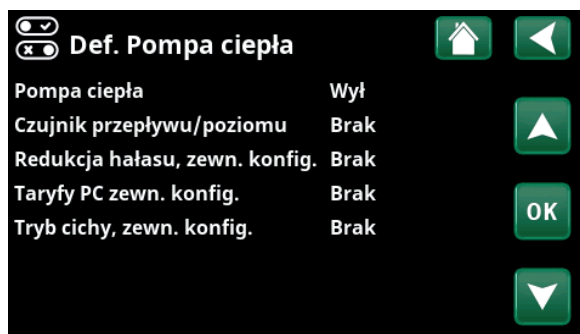 Def. Pompa ciepła
Pompa ciepła Wył
Czujnik przepływu/poziomu Brak
Redukcja hałasu, zewn. konfig. Brak
Taryfy PC zewn. konfig. Brak
Tryb cichy, zewn. konfig. Brak
OK